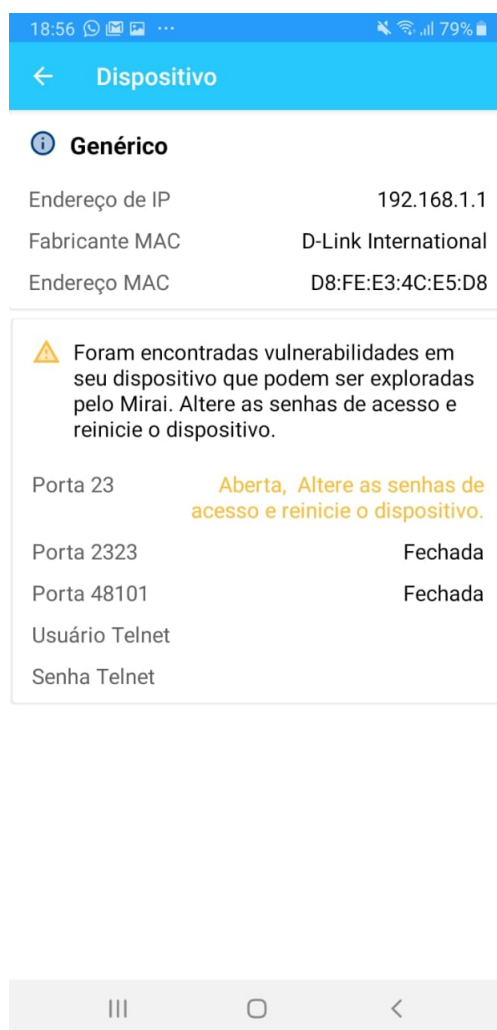 18:56 ... 79%
Dispositivo
Genérico
Endereço de IP 192.168.1.1
Fabricante MAC D-Link International
Endereço MAC D8:FE:E3:4C:E5:D8
Foram encontradas vulnerabilidades em
seu dispositivo que podem ser exploradas
pelo Mirai. Altere as senhas de acesso e
reinicie o dispositivo.
Porta 23 Aberta, Altere as senhas de
acesso e reinicie o dispositivo.
Porta 2323 Fechada
Porta 48101 Fechada
Usuário Telnet
Senha Telnet